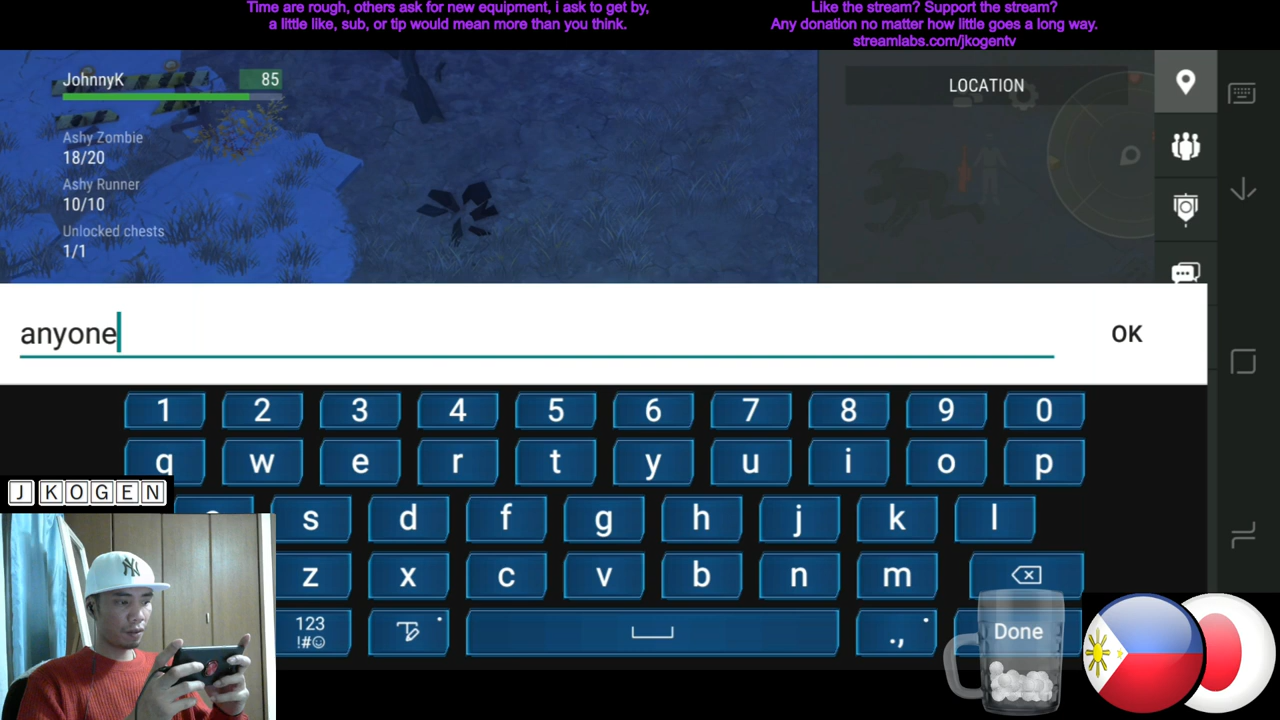 Time are rough, others ask for new equipment, i ask to get by,
a little like, sub, or tip would mean more than you think.
Like the stream? Support the stream?
Any donation no matter how little goes a long way.
streamlabs.com/jkogentv
JohnnyK 85
LOCATION
Ashy Zombie
18/20
Ashy Runner
10/10
Unlocked chests
1/1
anyone OK
1 2 3 4 5 6 7 8 9 0
q w e r t y u i o p
J KOGEN
s d f g h j k l
z x c v b n m
123
!#☺
.,
Done
NY